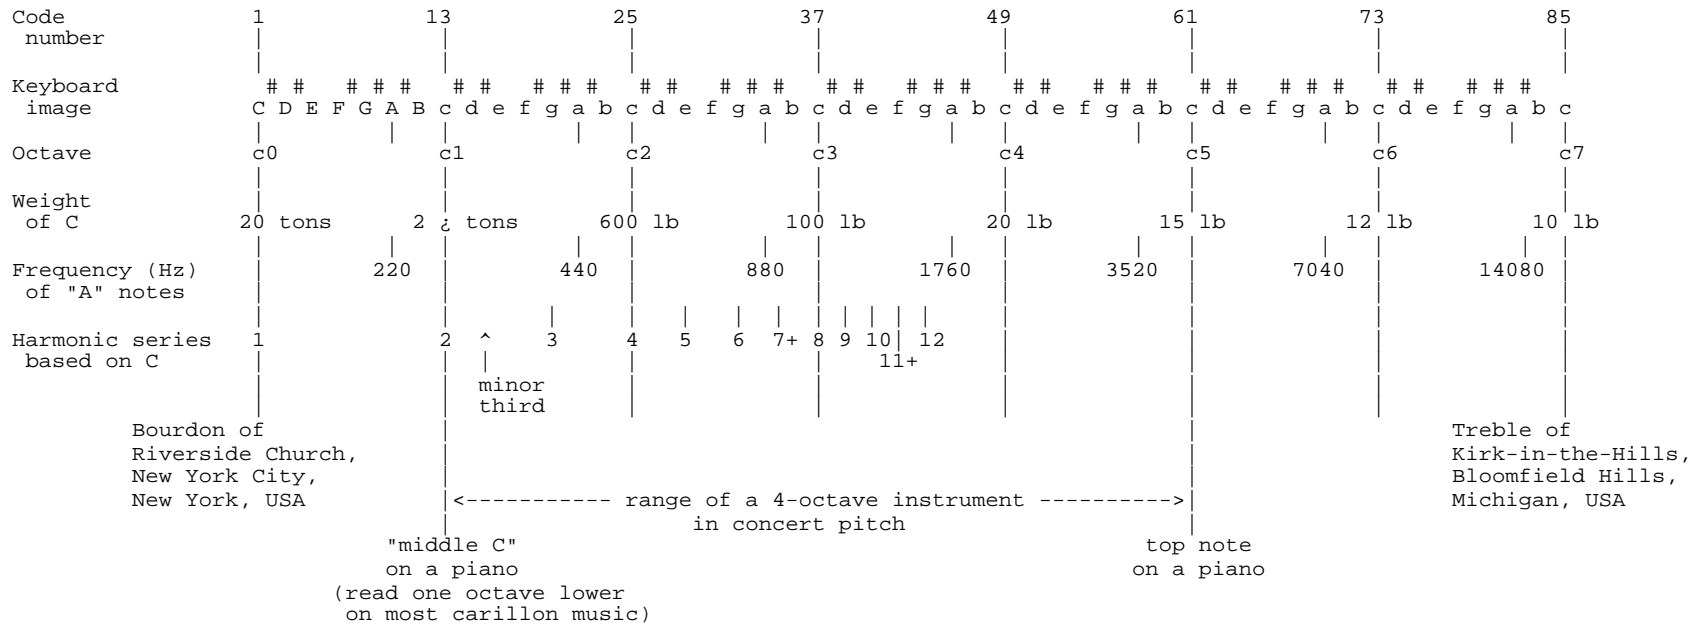 Code 1 13 25 37 49 61 73 85
number | | | | | | | |
| | | | | | | |
Keyboard # # # # # # # # # # # # # # # # # # # # # # # # # # # # # # # # # # #
image C D E F G A B c d e f g a b c d e f g a b c d e f g a b c d e f g a b c d e f g a b c d e f g a b c
| | | | | | | | | | | | | | |
Octave c0 c1 c2 c3 c4 c5 c6 c7
| | | | | | | |
Weight | | | | | | | |
of C 20 tons 2 ¿ tons 600 lb 100 lb 20 lb 15 lb 12 lb 10 lb
| | | | | | | | | | | | | | |
Frequency (Hz) | 220 | 440 | 880 | 1760 | 3520 | 7040 | 14080 |
of "A" notes | | | | | | | |
| | | | | | | | | | | | | | |
Harmonic series 1 2 ^ 3 4 5 6 7+ 8 9 10| 12 | | | |
based on C | | | | | 11+ | | | |
| | minor | | | | | |
| | third | | | | | |
Bourdon of | | Treble of
Riverside Church, | | Kirk-in-the-Hills,
New York City, | | Bloomfield Hills,
New York, USA |<----------- range of a 4-octave instrument ---------->| Michigan, USA
| in concert pitch |
"middle C" top note
on a piano on a piano
(read one octave lower
on most carillon music)